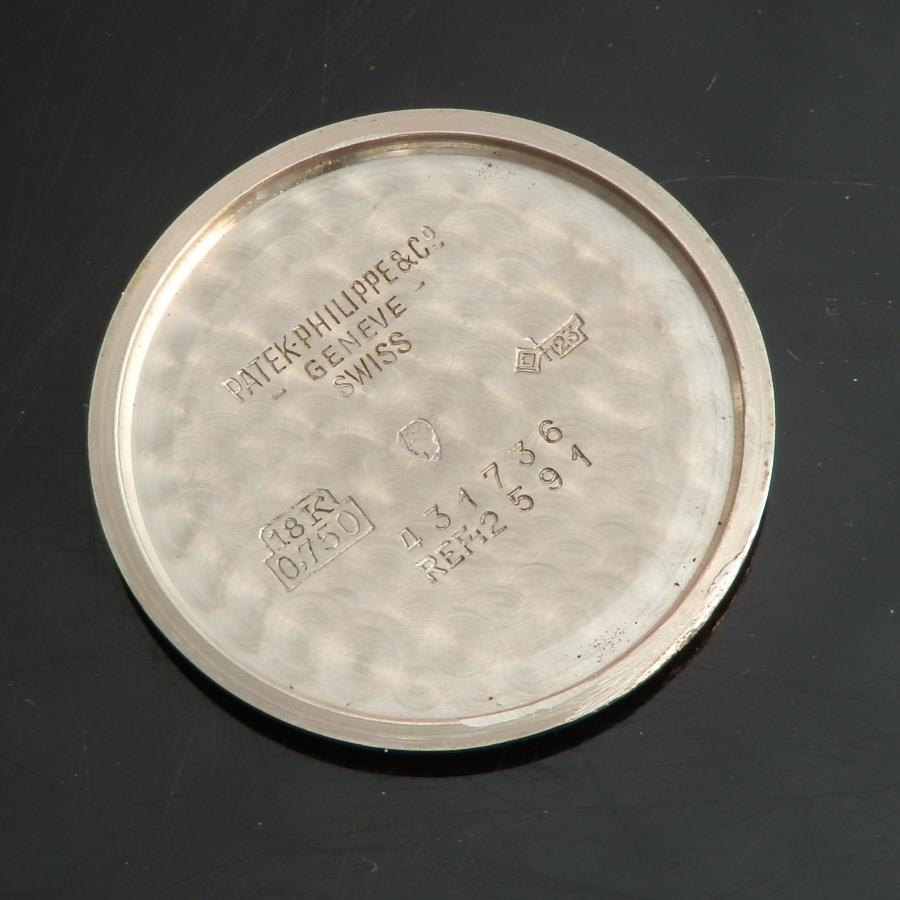 PATEK·PHILIPPE & Cº
- GENEVE -
SWISS
18K
0,750
431736
REF: 2591